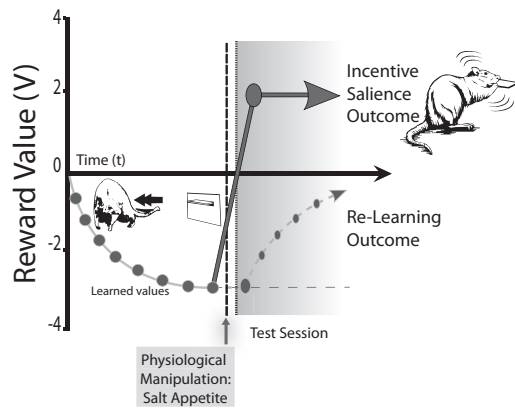 Reward Value (V)
4
2
0
-2
-4
Time (t)
Incentive
Salience
Outcome
Re-Learning
Outcome
Learned values
Test Session
Physiological
Manipulation:
Salt Appetite